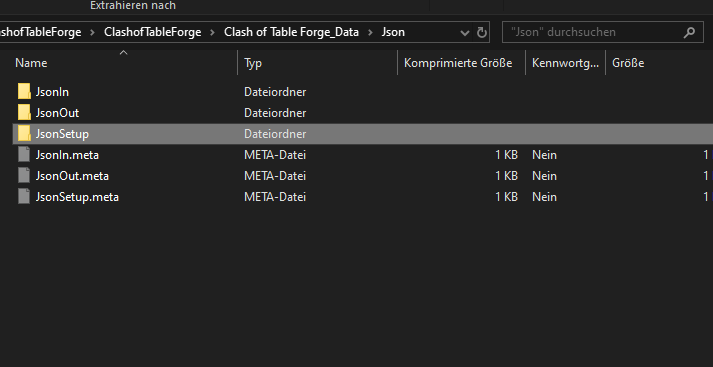 Extrahieren nach
ashofTableForge > ClashofTableForge > Clash of Table Forge_Data > Json "Json" durchsuchen
Name Typ Komprimierte Größe Kennwortg... Größe
JsonIn Dateiordner
JsonOut Dateiordner
JsonSetup Dateiordner
JsonIn.meta META-Datei 1 KB Nein 1
JsonOut.meta META-Datei 1 KB Nein 1
JsonSetup.meta META-Datei 1 KB Nein 1